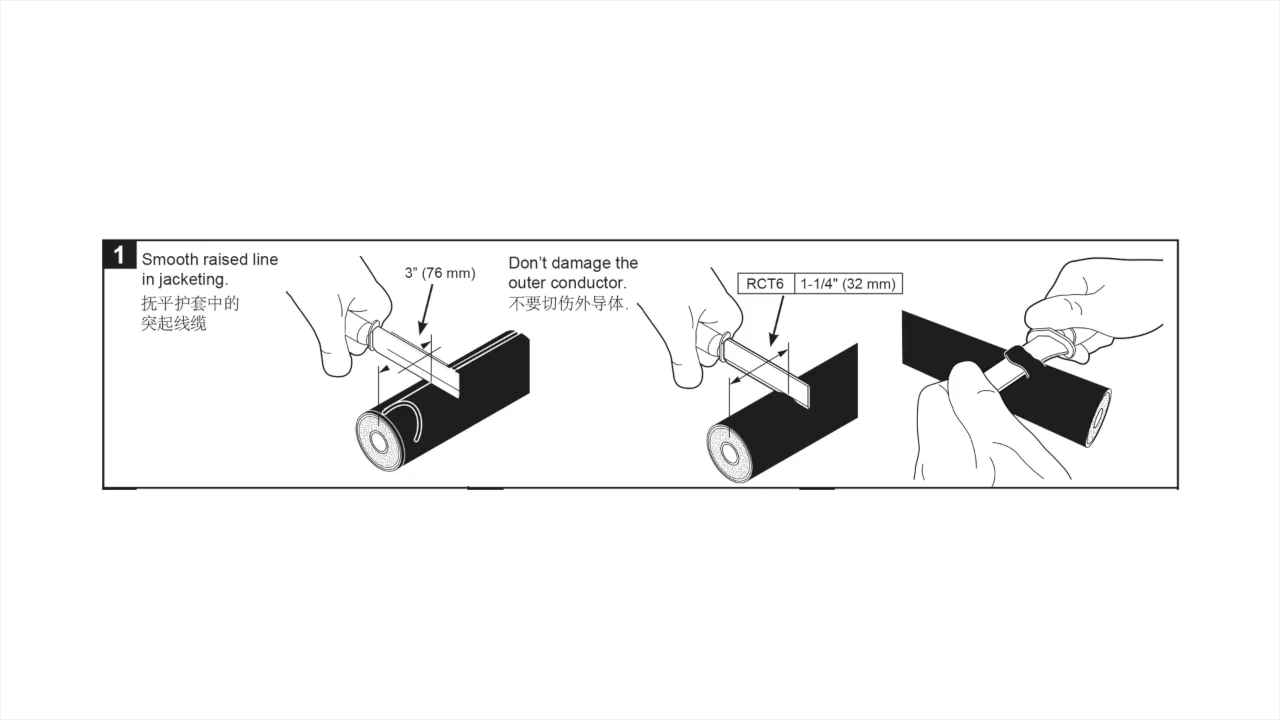 1
Smooth raised line
in jacketing.
抚平护套中的
突起线缆
3” (76 mm)
Don’t damage the
outer conductor.
不要切伤外导体.
RCT6 1-1/4" (32 mm)